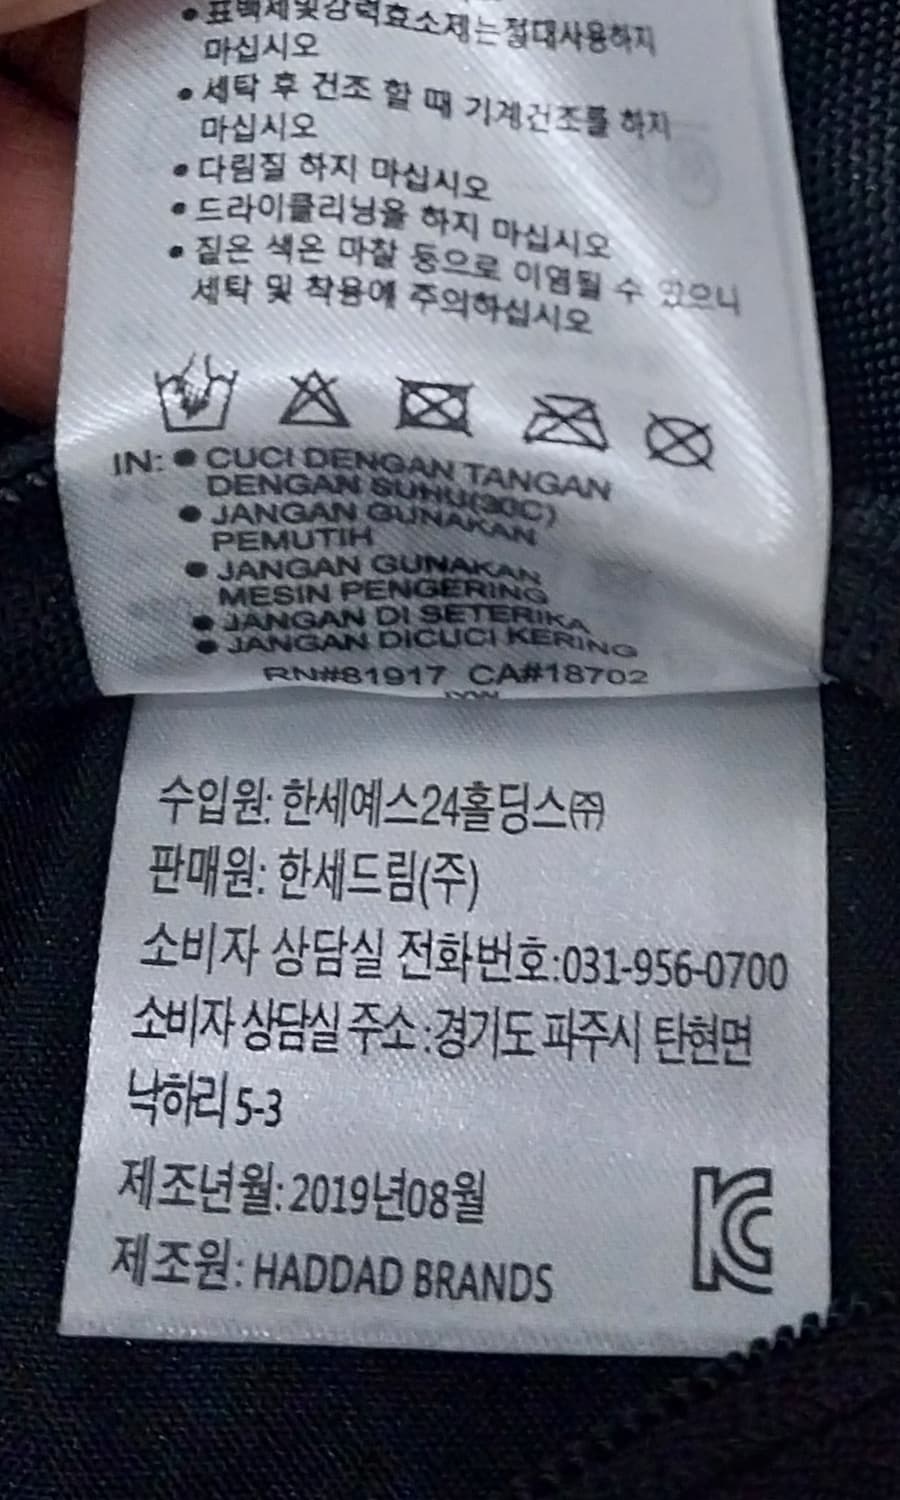 • 표백제및강력효소제는절대사용하지
마십시오
• 세탁 후 건조 할 때 기계건조를 하지
마십시오
• 다림질 하지 마십시오
• 드라이클리닝을 하지 마십시오
• 짙은 색은 마찰 등으로 이염될 수 있으니
세탁 및 착용에 주의하십시오
IN: • CUCI DENGAN TANGAN
DENGAN SUHU(30C)
• JANGAN GUNAKAN
PEMUTIH
• JANGAN GUNAKAN
MESIN PENGERING
• JANGAN DI SETERIKA
• JANGAN DICUCI KERING
RN#81917 CA#18702
수입원: 한세예스24홀딩스㈜
판매원: 한세드림(주)
소비자 상담실 전화번호:031-956-0700
소비자 상담실 주소:경기도 파주시 탄현면
낙하리 5-3
제조년월: 2019년08월
제조원: HADDAD BRANDS
KC